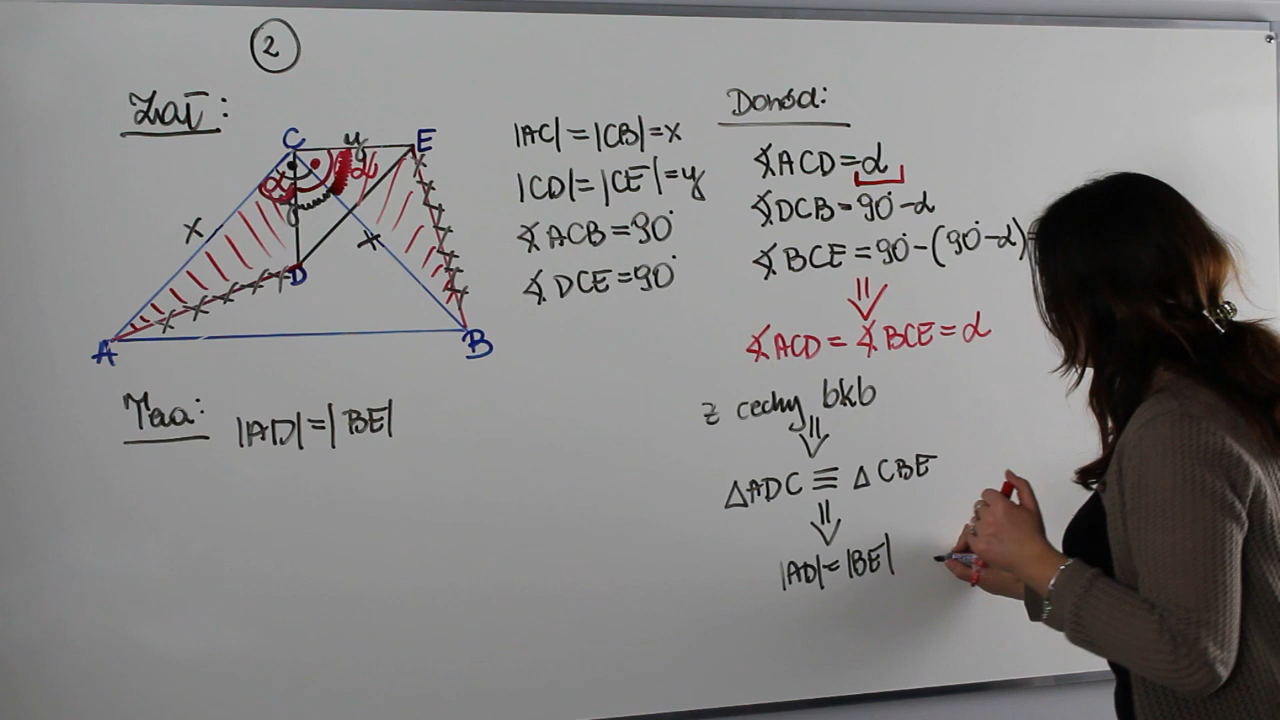 2
Zał:
C y E
α α
y
x x
D
A B
Teza: |AD|=|BE|
|AC|=|CB|=x
|CD|=|CE|=y
∢ACB=90°
∢DCE=90°
Dowód:
∢ACD=α
∢DCB=90°-α
∢BCE=90°-(90°-α)=
⇓
∢ACD=∢BCE=α
z cechy bkb
⇓
△ADC≡△CBE
⇓
|AD|=|BE|